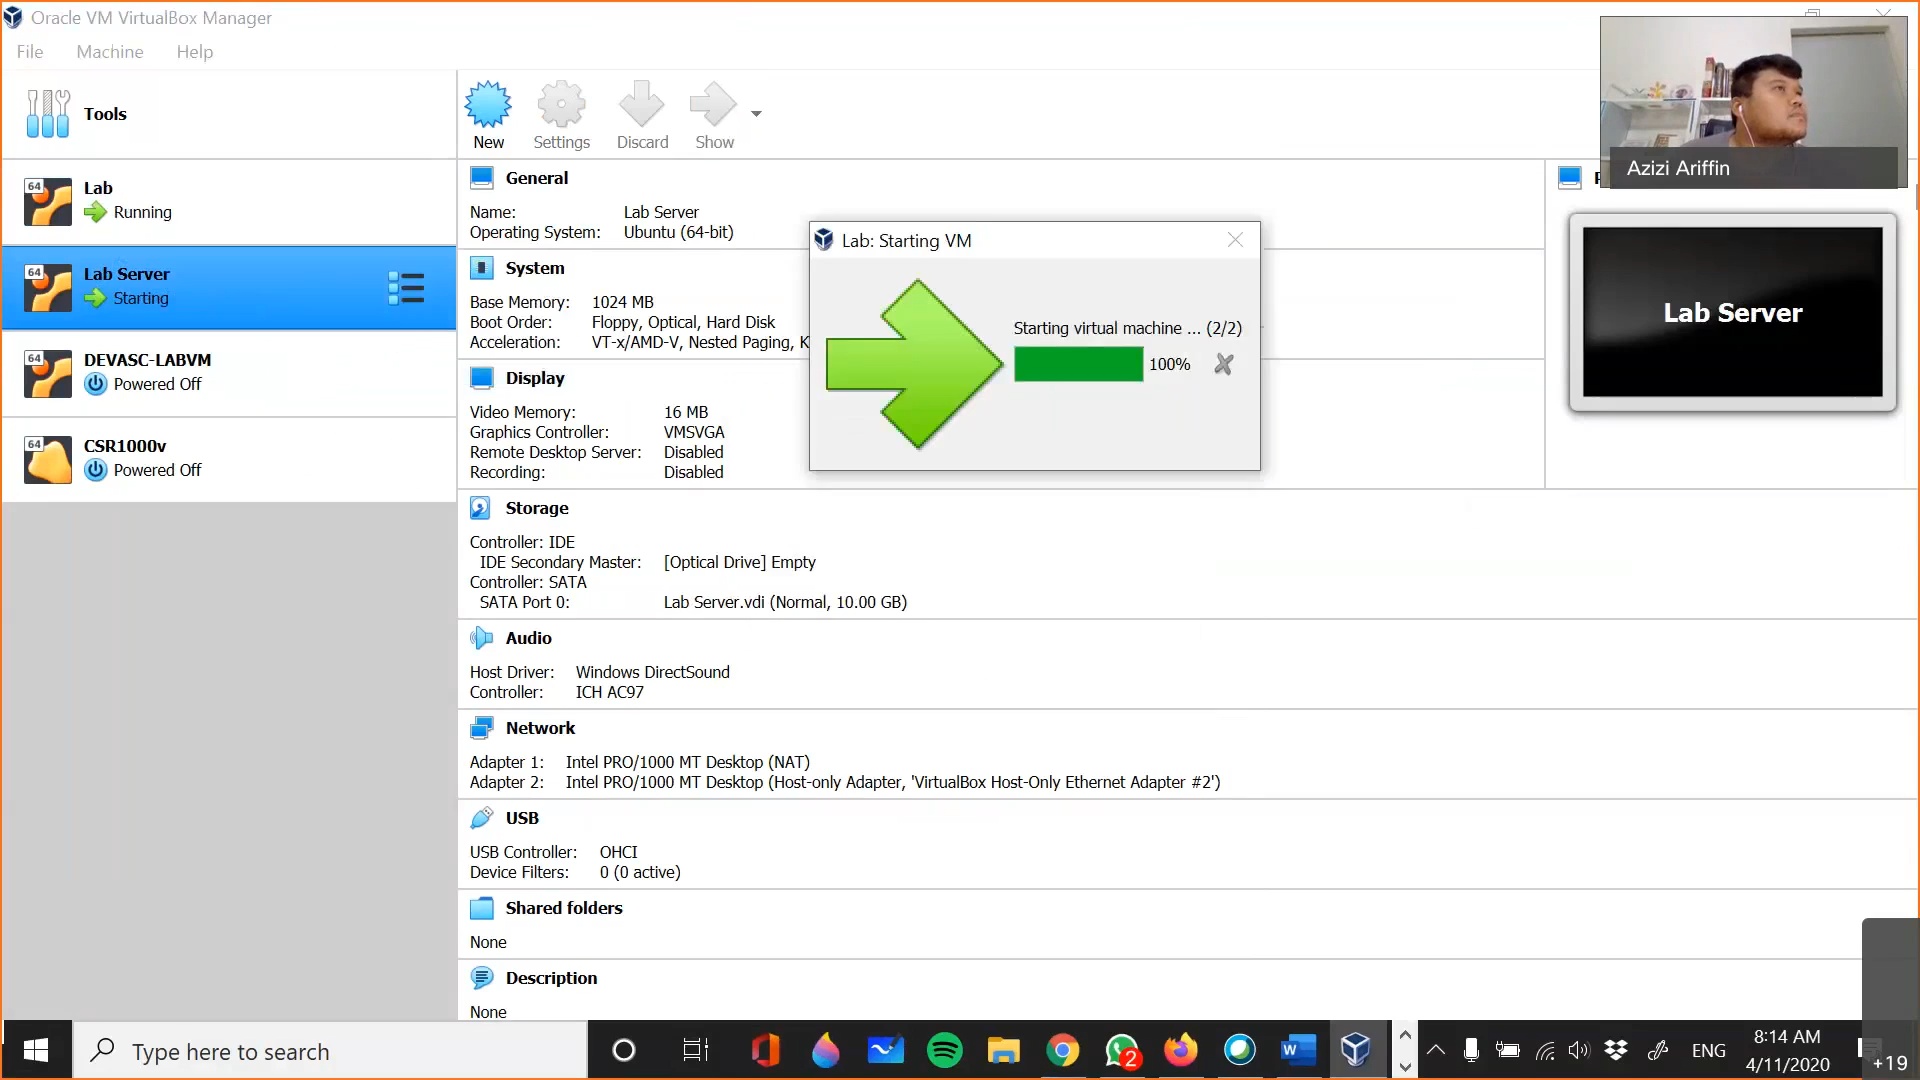 Oracle VM VirtualBox Manager
File Machine Help
Tools
New Settings Discard Show
64 Lab
Running
64 Lab Server
Starting
64 DEVASC-LABVM
Powered Off
64 CSR1000v
Powered Off
General
Name: Lab Server
Operating System: Ubuntu (64-bit)
System
Base Memory: 1024 MB
Boot Order: Floppy, Optical, Hard Disk
Acceleration: VT-x/AMD-V, Nested Paging, K
Display
Video Memory: 16 MB
Graphics Controller: VMSVGA
Remote Desktop Server: Disabled
Recording: Disabled
Storage
Controller: IDE
IDE Secondary Master: [Optical Drive] Empty
Controller: SATA
SATA Port 0: Lab Server.vdi (Normal, 10.00 GB)
Audio
Host Driver: Windows DirectSound
Controller: ICH AC97
Network
Adapter 1: Intel PRO/1000 MT Desktop (NAT)
Adapter 2: Intel PRO/1000 MT Desktop (Host-only Adapter, 'VirtualBox Host-Only Ethernet Adapter #2')
USB
USB Controller: OHCI
Device Filters: 0 (0 active)
Shared folders
None
Description
None
Lab: Starting VM
Starting virtual machine ... (2/2)
100%
Azizi Ariffin
Lab Server
Type here to search
2
ENG
8:14 AM
4/11/2020
+19